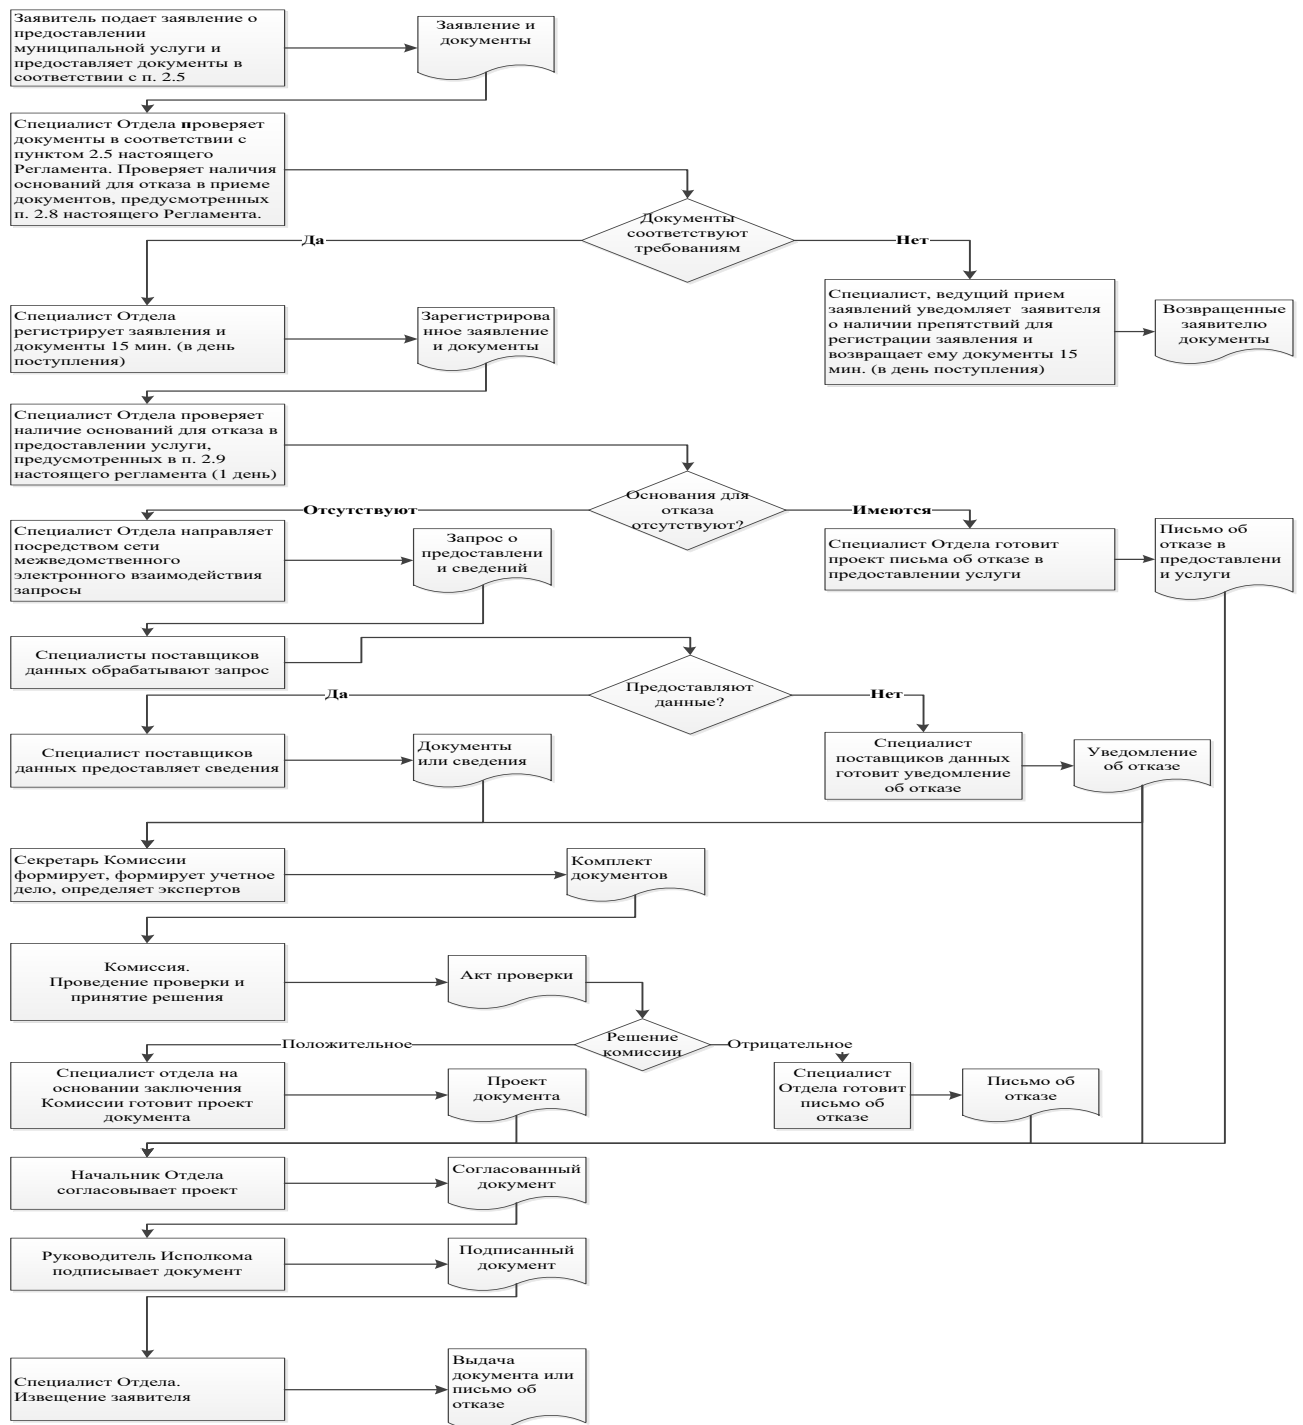 Заявитель подает заявление о
предоставлении
муниципальной услуги и
предоставляет документы в
соответствии с п. 2.5
Заявление и
документы
Специалист Отдела проверяет
документы в соответствии с
пунктом 2.5 настоящего
Регламента. Проверяет наличия
оснований для отказа в приеме
документов, предусмотренных
п. 2.8 настоящего Регламента.
Документы
соответствуют
требованиям
Да
Нет
Специалист Отдела
регистрирует заявления и
документы 15 мин. (в день
поступления)
Зарегистрирова
нное заявление
и документы
Специалист, ведущий прием
заявлений уведомляет  заявителя
о наличии препятствий для
регистрации заявления и
возвращает ему документы 15
мин. (в день поступления)
Возвращенные
заявителю
документы
Специалист Отдела проверяет
наличие оснований для отказа в
предоставлении услуги,
предусмотренных в п. 2.9
настоящего регламента (1 день)
Основания для
отказа
отсутствуют?
Отсутствуют
Имеются
Специалист Отдела направляет
посредством сети
межведомственного
электронного взаимодействия
запросы
Запрос о
предоставлени
и сведений
Специалист Отдела готовит
проект письма об отказе в
предоставлении услуги
Письмо об
отказе в
предоставлени
и услуги
Специалисты поставщиков
данных обрабатывают запрос
Предоставляют
данные?
Да
Нет
Специалист поставщиков
данных предоставляет сведения
Документы
или сведения
Специалист
поставщиков данных
готовит уведомление
об отказе
Уведомление
об отказе
Секретарь Комиссии
формирует, формирует учетное
дело, определяет экспертов
Комплект
документов
Комиссия.
Проведение проверки и
принятие решения
Акт проверки
Решение
комиссии
Положительное
Отрицательное
Специалист отдела на
основании заключения
Комиссии готовит проект
документа
Проект
документа
Специалист
Отдела готовит
письмо об
отказе
Письмо об
отказе
Начальник Отдела
согласовывает проект
Согласованный
документ
Руководитель Исполкома
подписывает документ
Подписанный
документ
Специалист Отдела.
Извещение заявителя
Выдача
документа или
письмо об
отказе